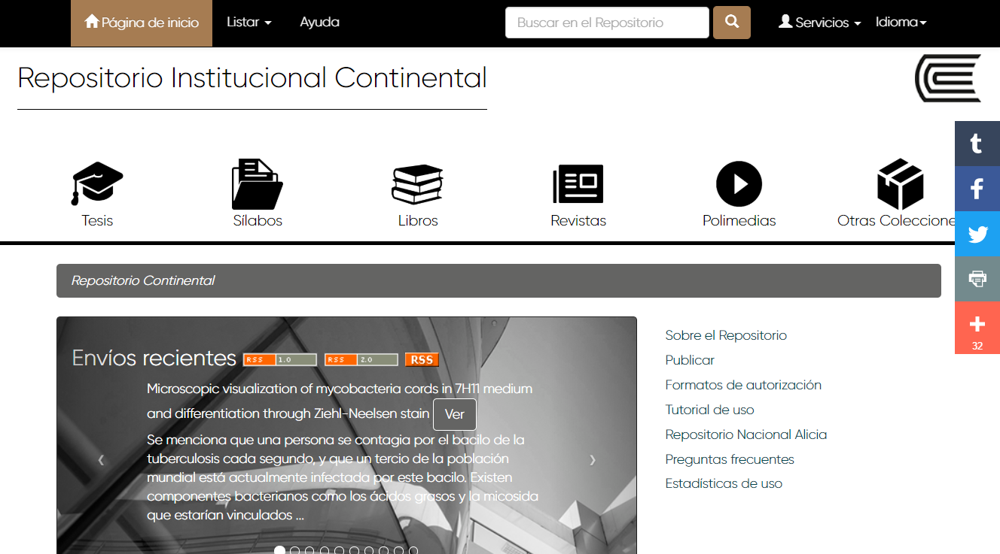 Página de inicio Listar Ayuda Buscar en el Repositorio Servicios Idioma
Repositorio Institucional Continental
Tesis Sílabos Libros Revistas Polimedias Otras Coleccione
32
Repositorio Continental
Envíos recientes RSS 1.0 RSS 2.0 RSS
Microscopic visualization of mycobacteria cords in 7H11 medium
and differentiation through Ziehl-Neelsen stain Ver
Se menciona que una persona se contagia por el bacilo de la
tuberculosis cada segundo, y que un tercio de la población
mundial está actualmente infectada por este bacilo. Existen
componentes bacterianos como los ácidos grasos y la micosida
que estarían vinculados ...
Sobre el Repositorio
Publicar
Formatos de autorización
Tutorial de uso
Repositorio Nacional Alicia
Preguntas frecuentes
Estadísticas de uso